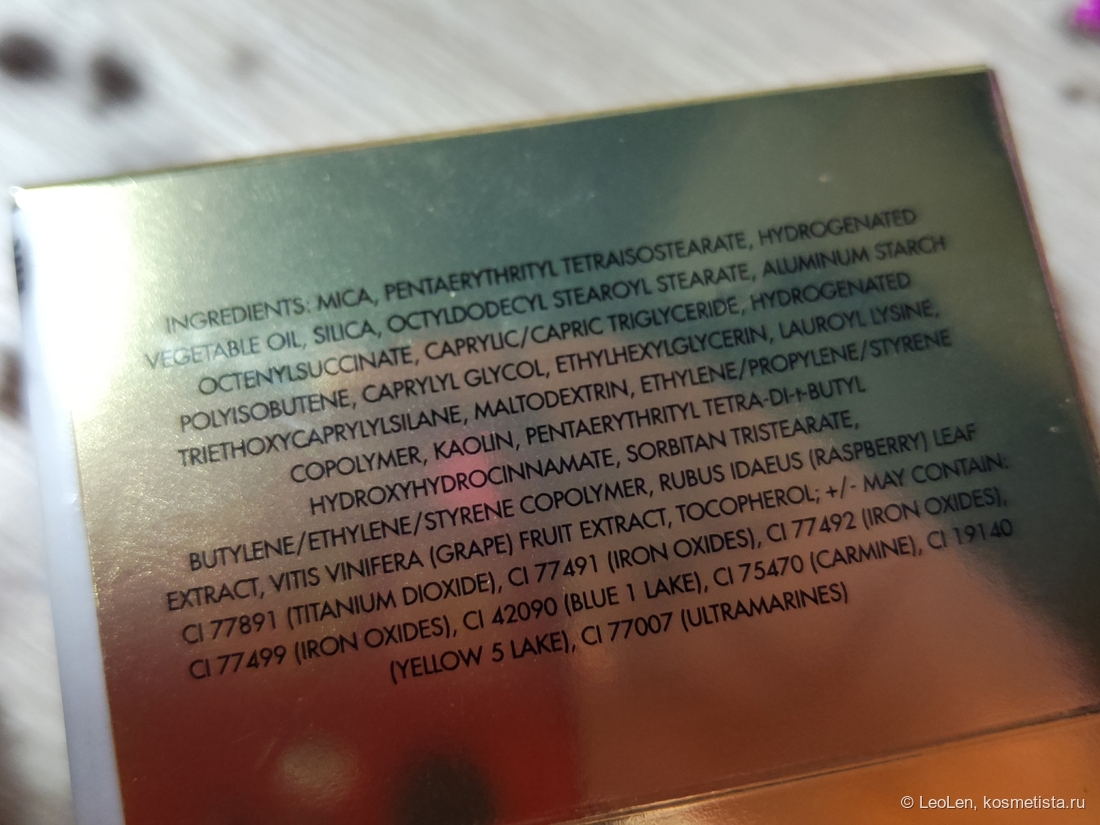 INGREDIENTS: MICA, PENTAERYTHRITYL TETRAISOSTEARATE, HYDROGENATED
VEGETABLE OIL, SILICA, OCTYLDODECYL STEAROYL STEARATE, ALUMINUM STARCH
OCTENYLSUCCINATE, CAPRYLIC/CAPRIC TRIGLYCERIDE, HYDROGENATED
POLYISOBUTENE, CAPRYLYL GLYCOL, ETHYLHEXYLGLYCERIN, LAUROYL LYSINE,
TRIETHOXYCAPRYLYLSILANE, MALTODEXTRIN, ETHYLENE/PROPYLENE/STYRENE
COPOLYMER, KAOLIN, PENTAERYTHRITYL TETRA-DI-t-BUTYL
HYDROXYHYDROCINNAMATE, SORBITAN TRISTEARATE,
BUTYLENE/ETHYLENE/STYRENE COPOLYMER, RUBUS IDAEUS (RASPBERRY) LEAF
EXTRACT, VITIS VINIFERA (GRAPE) FRUIT EXTRACT, TOCOPHEROL; +/- MAY CONTAIN:
CI 77891 (TITANIUM DIOXIDE), CI 77491 (IRON OXIDES), CI 77492 (IRON OXIDES),
CI 77499 (IRON OXIDES), CI 42090 (BLUE 1 LAKE), CI 75470 (CARMINE), CI 19140
(YELLOW 5 LAKE), CI 77007 (ULTRAMARINES)
© LeoLen, kosmetista.ru